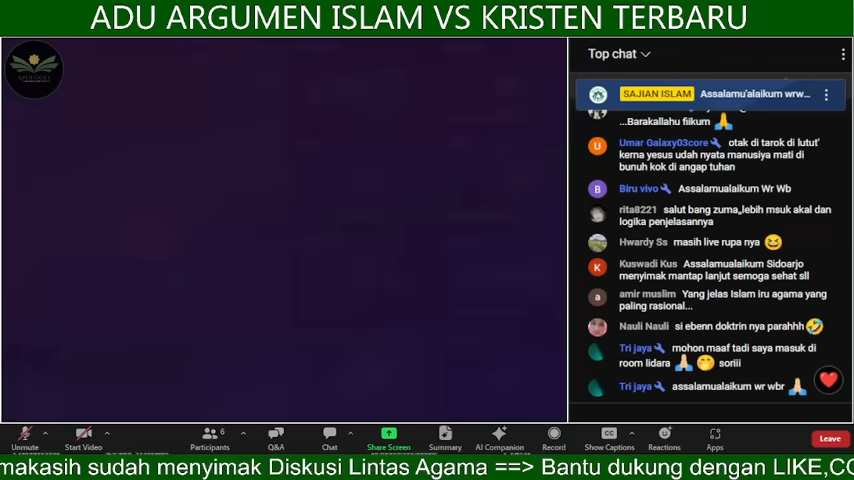 ADU ARGUMEN ISLAM VS KRISTEN TERBARU
Top chat
SAJIAN ISLAM Assalamu'alaikum wrw...
...Barakallahu fiikum
Umar Galaxy03core otak di tarok di lutut'
kerna yesus udah nyata manusiya mati di
bunuh kok di angap tuhan
Biru vivo Assalamualaikum Wr Wb
rita8221 salut bang zuma,,lebih msuk akal dan
logika penjelasannya
Hwardy Ss masih live rupa nya
Kuswadi Kus Assalamualaikum Sidoarjo
menyimak mantap lanjut semoga sehat sll
amir muslim Yang jelas Islam iru agama yang
paling rasional...
Nauli Nauli si ebenn doktrin nya parahhh
Tri jaya mohon maaf tadi saya masuk di
room lidara soriii
Tri jaya assalamualaikum wr wbr
Unmute
Start Video
Participants 6
Q&A
Chat
Share Screen
Summary
AI Companion
Record
CC
Show Captions
Reactions
Apps
Leave
makasih sudah menyimak Diskusi Lintas Agama ==> Bantu dukung dengan LIKE,CO